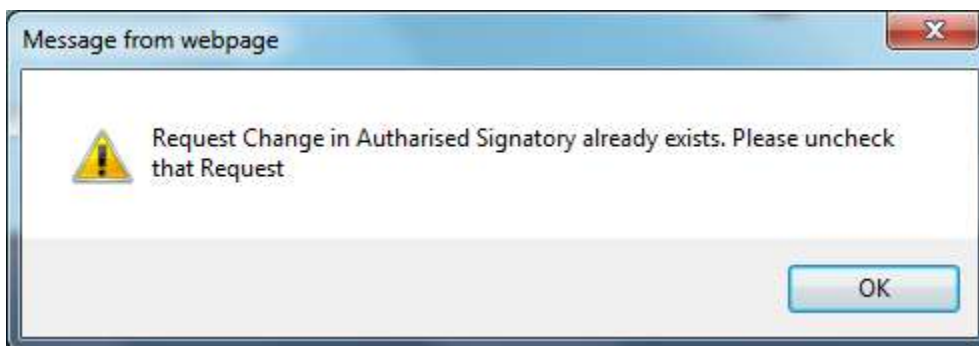 Message from webpage
Request Change in Autharised Signatory already exists. Please uncheck
that Request
OK